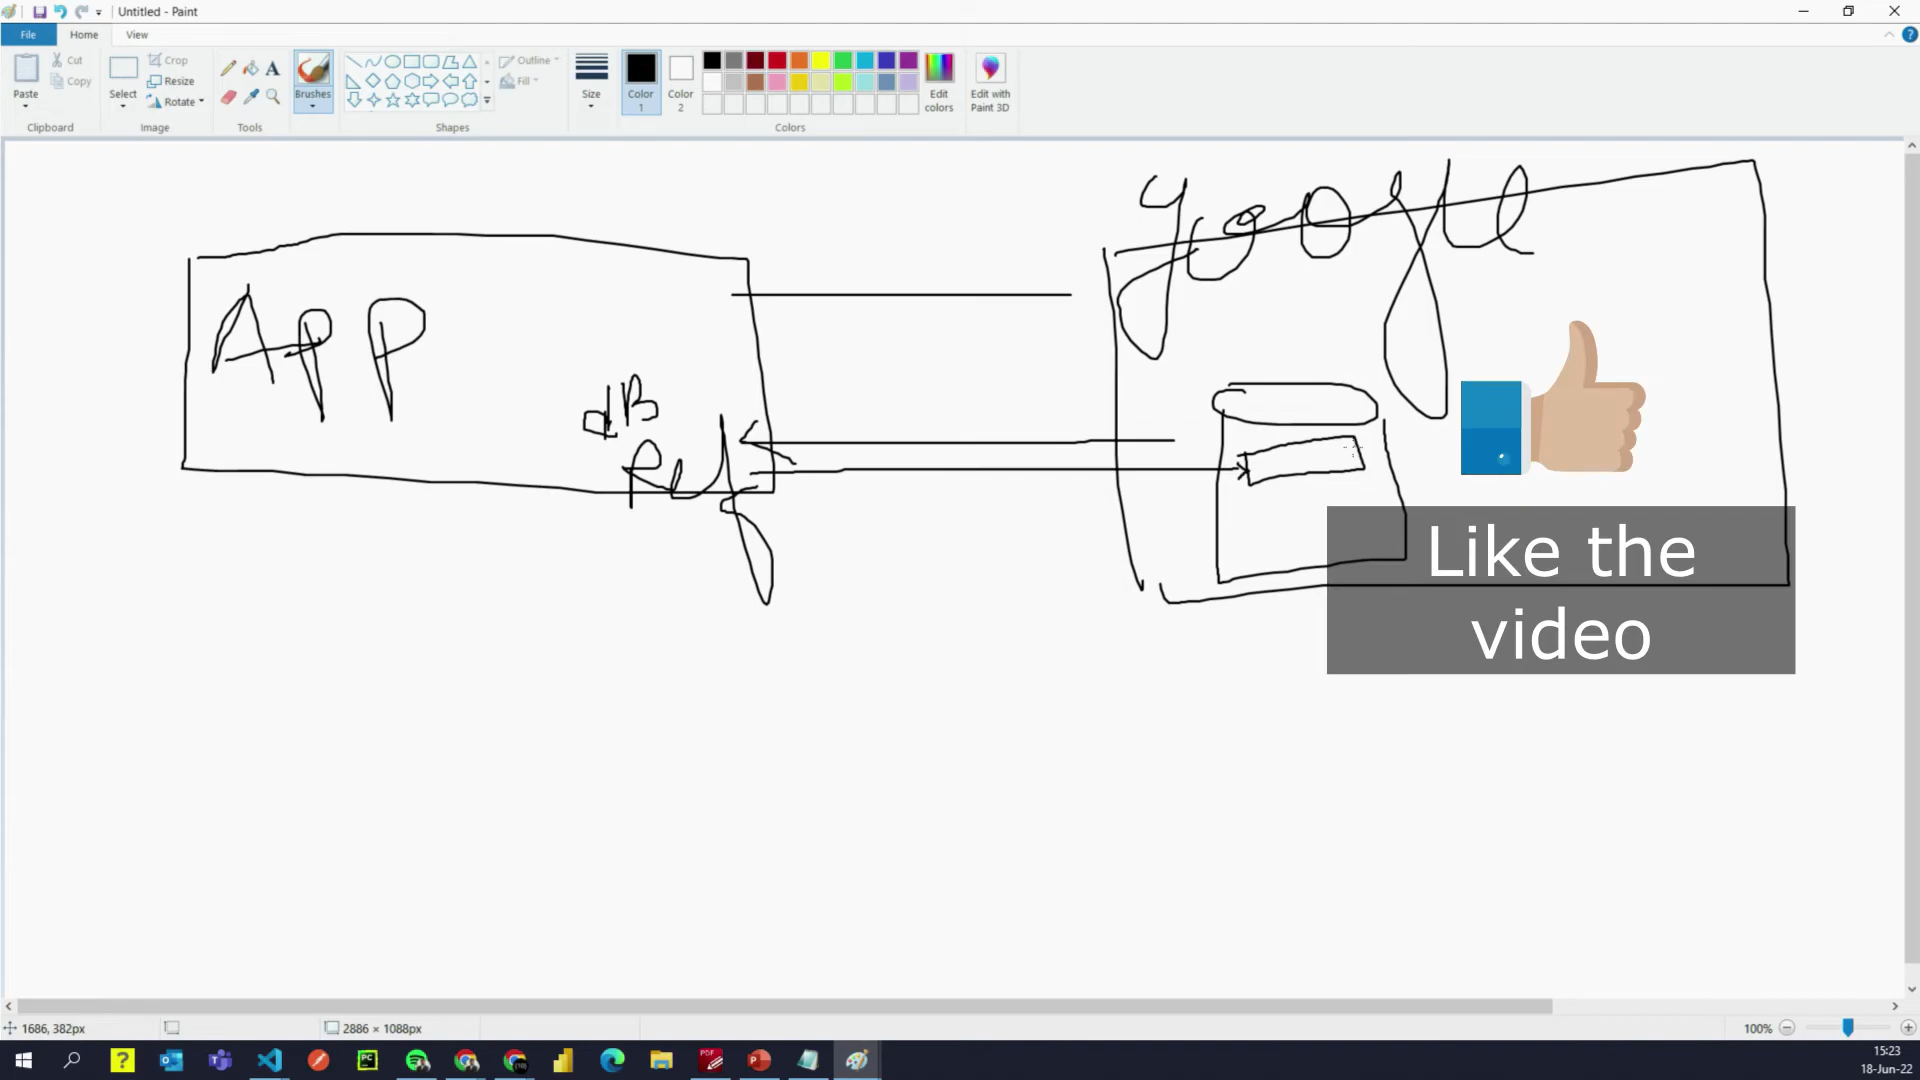 Untitled - Paint
File Home View
Paste
Cut
Copy
Clipboard
Select
Crop
Resize
Rotate
Image
Tools
Brushes
Shapes
Outline
Fill
Size
Color 1
Color 2
Edit colors
Colors
Edit with Paint 3D
google
App
dB
Ref
Like the
video
1686, 382px
2886 × 1088px
100%
15:23
18-Jun-22